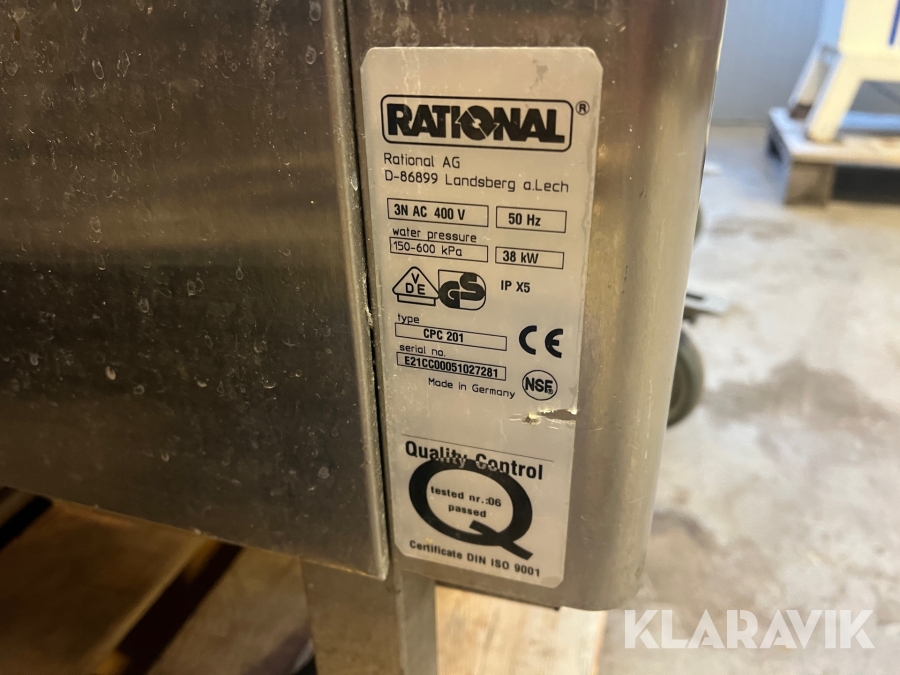 RATIONAL®
Rational AG
D-86899 Landsberg a.Lech
3N AC 400 V 50 Hz
water pressure
150-600 kPa 38 kW
VDE GS IP X5
type
CPC 201 CE
serial no.
E21CC00051027281
Made in Germany NSF®
Quality Control
tested nr.:06
passed
Certificate DIN ISO 9001
KLARAVIK